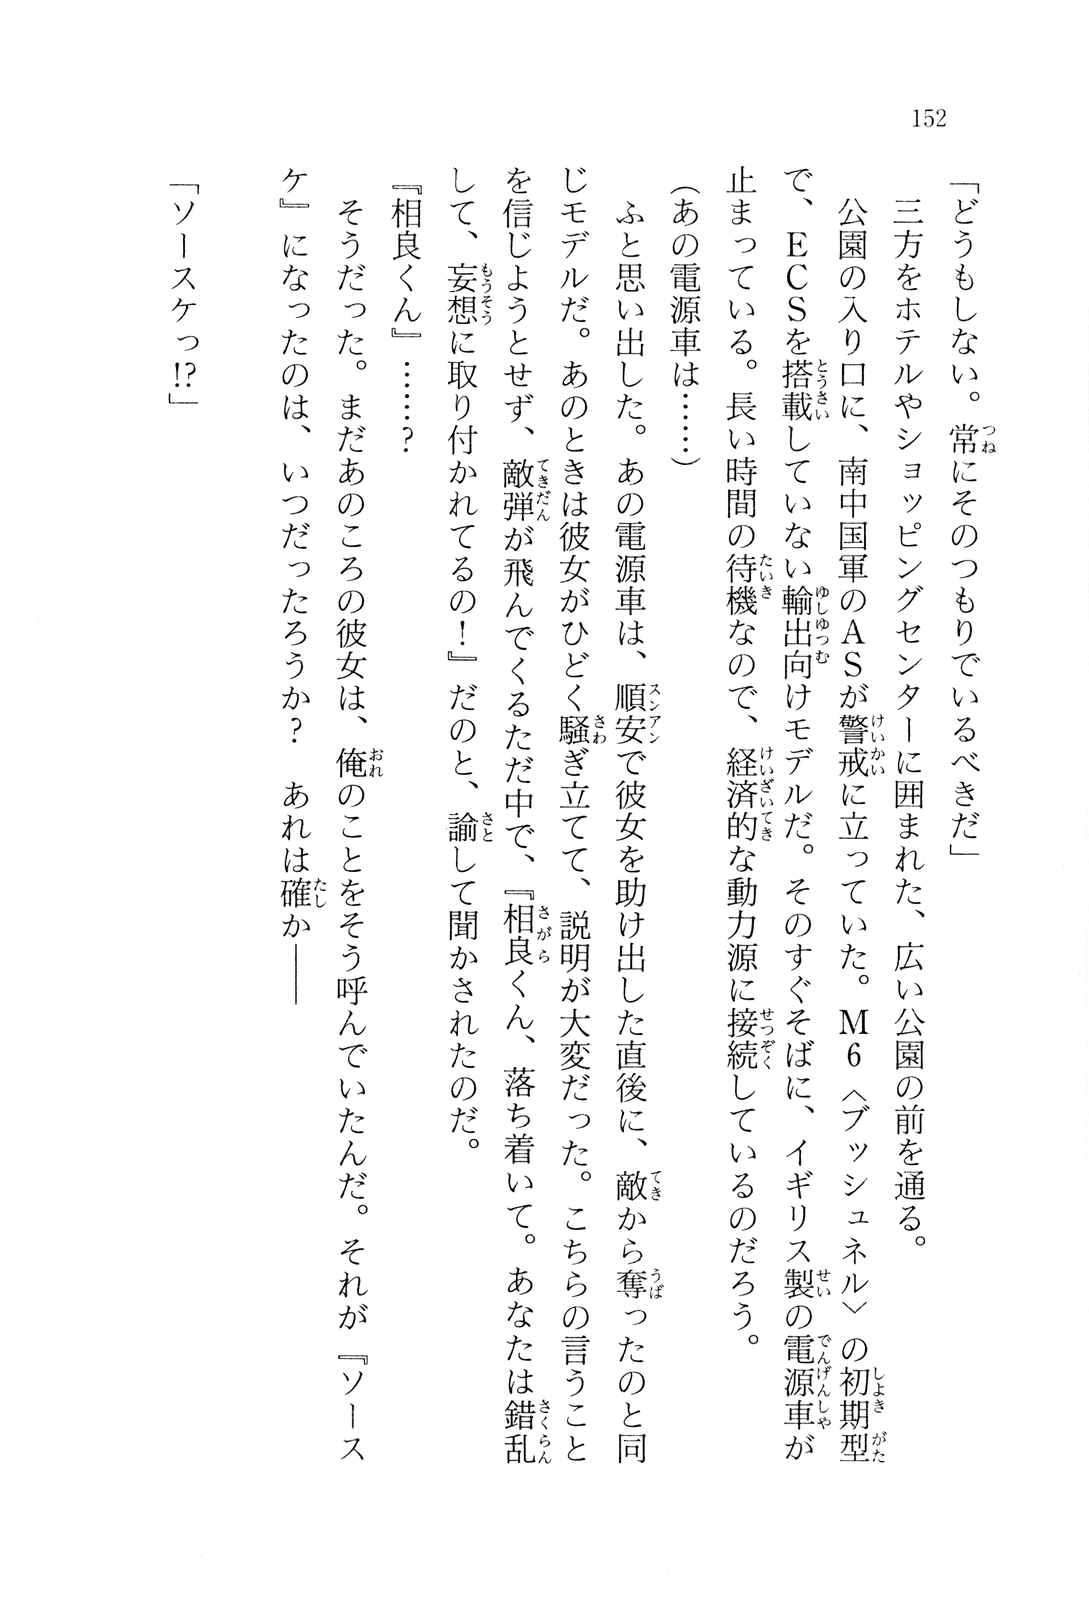 152
「どうもしない。常にそのつもりでいるべきだ」
三方をホテルやショッピングセンターに囲まれた、広い公園の前を通る。
公園の入り口に、南中国軍のASが警戒に立っていた。M6〈ブッシュネル〉の初期型
で、ECSを搭載していない輸出向けモデルだ。そのすぐそばに、イギリス製の電源車が
止まっている。長い時間の待機なので、経済的な動力源に接続しているのだろう。
(あの電源車は……)
ふと思い出した。あの電源車は、順安で彼女を助け出した直後に、敵から奪ったのと同
じモデルだ。あのときは彼女がひどく騒ぎ立てて、説明が大変だった。こちらの言うこと
を信じようとせず、敵弾が飛んでくるただ中で、『相良くん、落ち着いて。あなたは錯乱
して、妄想に取り付かれてるの!』だのと、諭して聞かされたのだ。
『相良くん』……?
そうだった。まだあのころの彼女は、俺のことをそう呼んでいたんだ。それが『ソース
ケ』になったのは、いつだったろうか? あれは確か――
「ソースケっ!?」